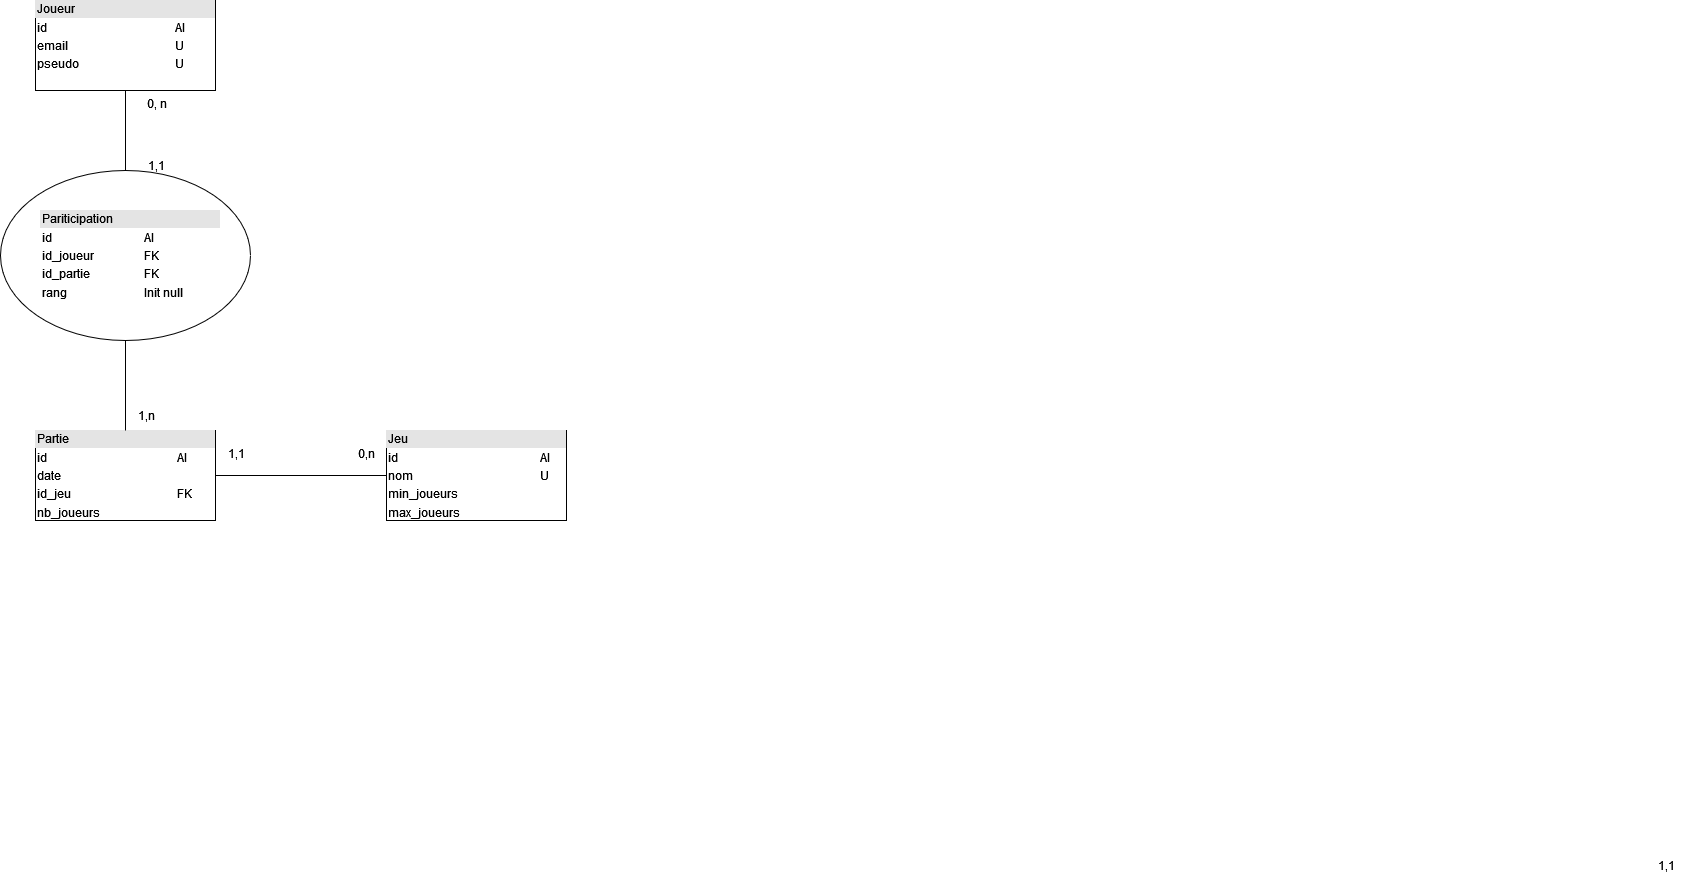 Joueur
id AI
email U
pseudo U
0, n
1,1
Pariticipation
id AI
id_joueur FK
id_partie FK
rang Init null
1,n
Partie
id AI
date
id_jeu FK
nb_joueurs
1,1
0,n
Jeu
id AI
nom U
min_joueurs
max_joueurs
1,1